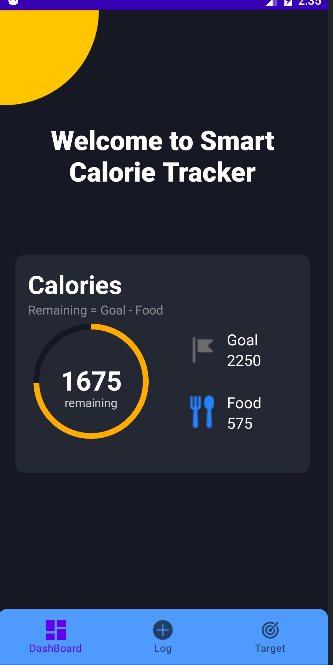 2:35
Welcome to Smart
Calorie Tracker
Calories
Remaining = Goal - Food
1675
remaining
Goal
2250
Food
575
DashBoard
Log
Target